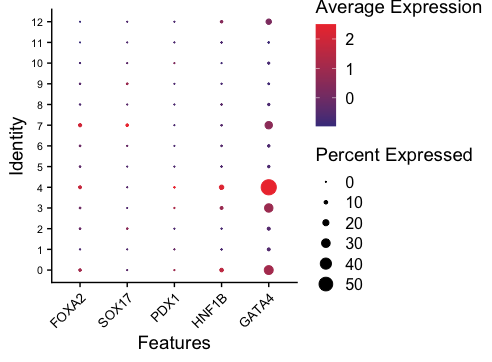 12
11
10
9
8
7
6
5
4
3
2
1
0
Identity
FOXA2
SOX17
PDX1
HNF1B
GATA4
Features
Average Expression
2
1
0
Percent Expressed
0
10
20
30
40
50